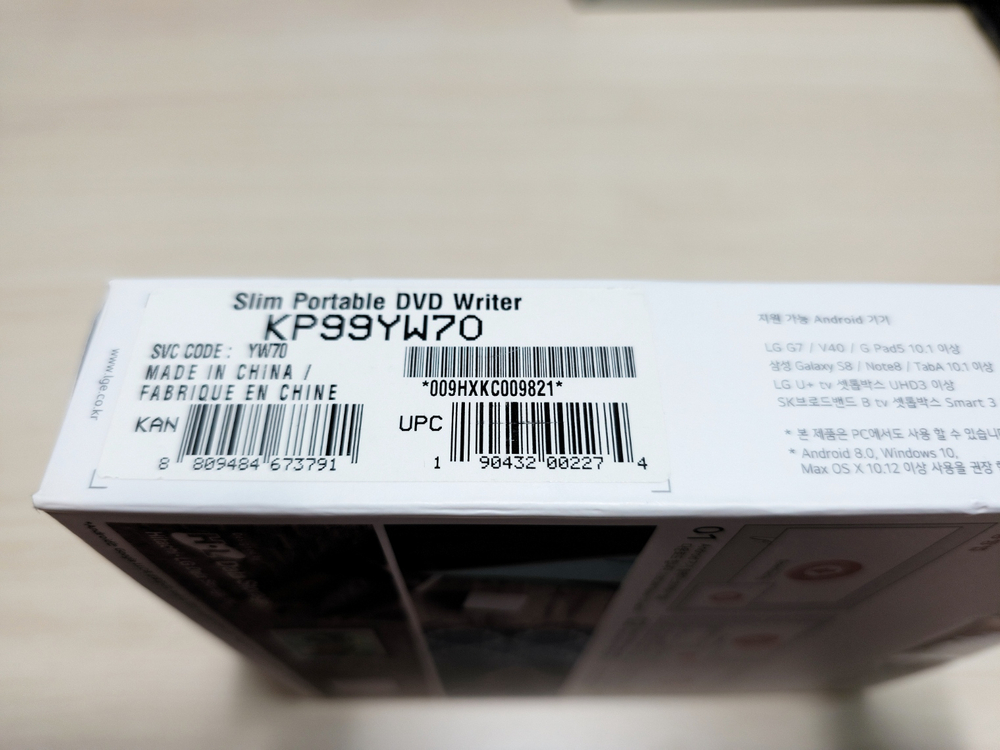 Slim Portable DVD Writer
KP99YW70
SVC CODE: YW70
MADE IN CHINA /
FABRIQUE EN CHINE
*009HXKC009821*
KAN
8 809484 673791
UPC
1 90432 00227 4
www.lge.co.kr
지원 가능 Android 기기
LG G7 / V40 / G Pad5 10.1 이상
삼성 Galaxy S8 / Note8 / TabA 10.1 이상
LG U+ tv 셋톱박스 UHD3 이상
SK브로드밴드 B tv 셋톱박스 Smart 3
* 본 제품은 PC에서도 사용 할 수 있습니
* Android 8.0, Windows 10,
Max OS X 10.12 이상 사용을 권장
01